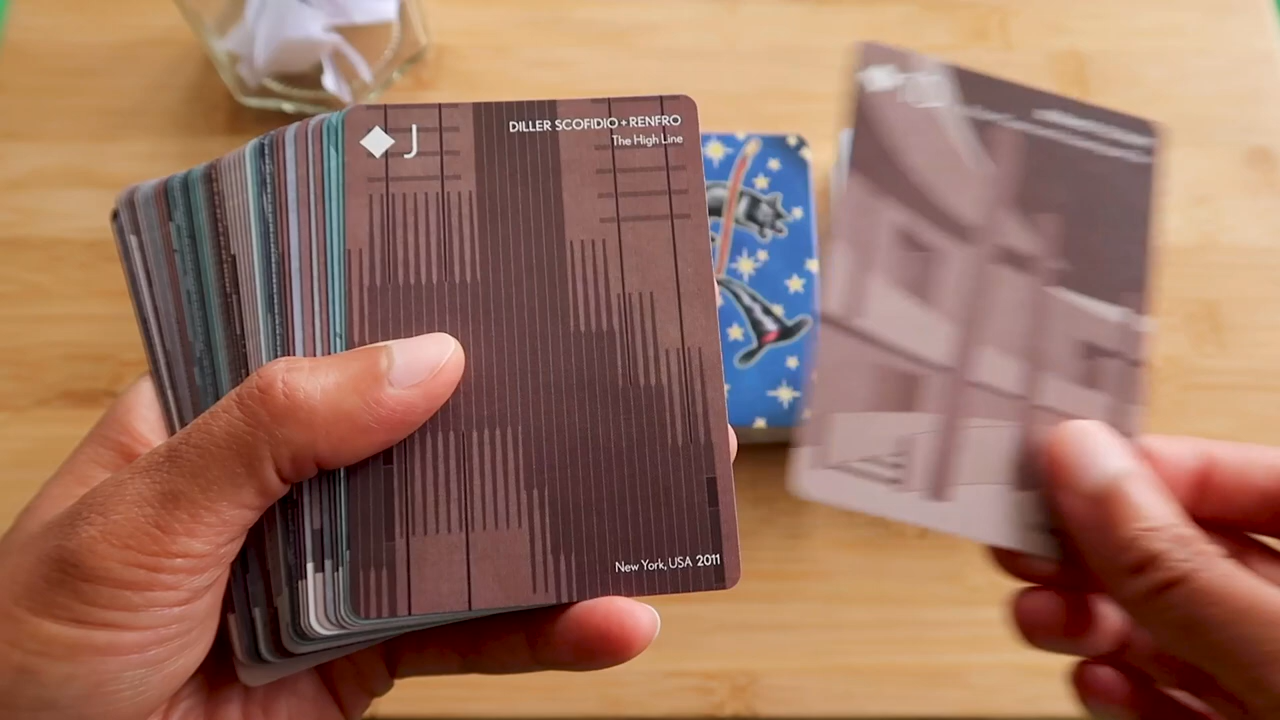 J
DILLER SCOFIDIO + RENFRO
The High Line
New York, USA 2011